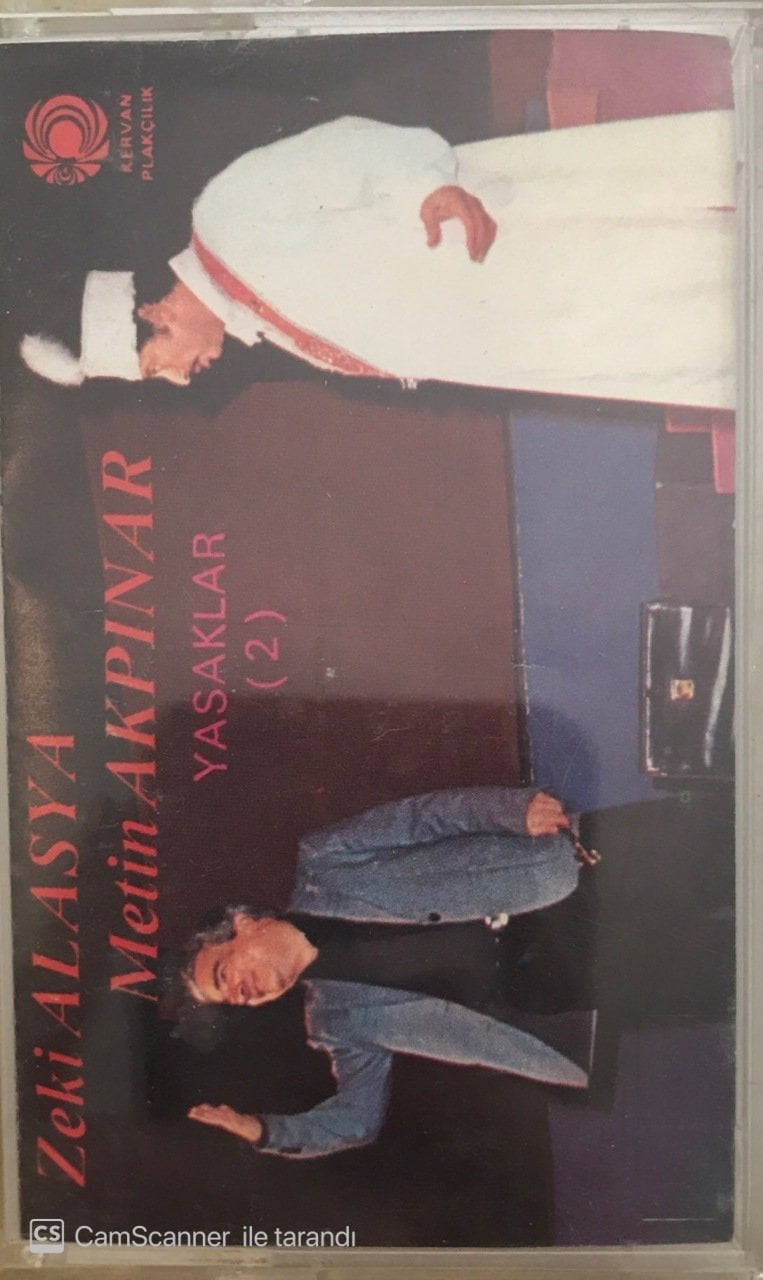 Zeki ALASYA
Metin AKPINAR
YASAKLAR
(2)
KERVAN
PLAKÇILIK
CS CamScanner ile tarandı